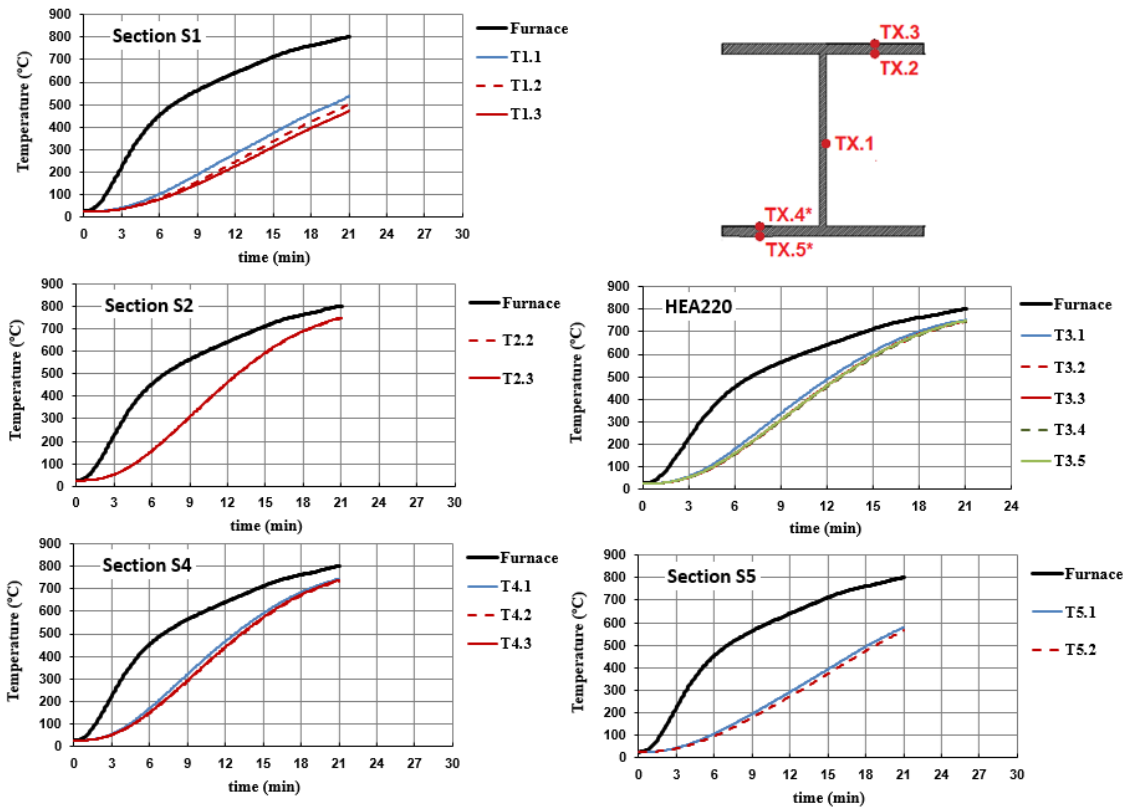 Section S1
Temperature (°C)
900
800
700
600
500
400
300
200
100
0
0 3 6 9 12 15 18 21 24 27 30
time (min)
Furnace
T1.1
T1.2
T1.3
TX.3
TX.2
TX.1
TX.4*
TX.5*
Section S2
Temperature (°C)
900
800
700
600
500
400
300
200
100
0
0 3 6 9 12 15 18 21 24 27 30
time (min)
Furnace
T2.2
T2.3
HEA220
Temperature (°C)
900
800
700
600
500
400
300
200
100
0
0 3 6 9 12 15 18 21 24
time (min)
Furnace
T3.1
T3.2
T3.3
T3.4
T3.5
Section S4
Temperature (°C)
900
800
700
600
500
400
300
200
100
0
0 3 6 9 12 15 18 21 24 27 30
time (min)
Furnace
T4.1
T4.2
T4.3
Section S5
Temperature (°C)
900
800
700
600
500
400
300
200
100
0
0 3 6 9 12 15 18 21 24 27 30
time (min)
Furnace
T5.1
T5.2